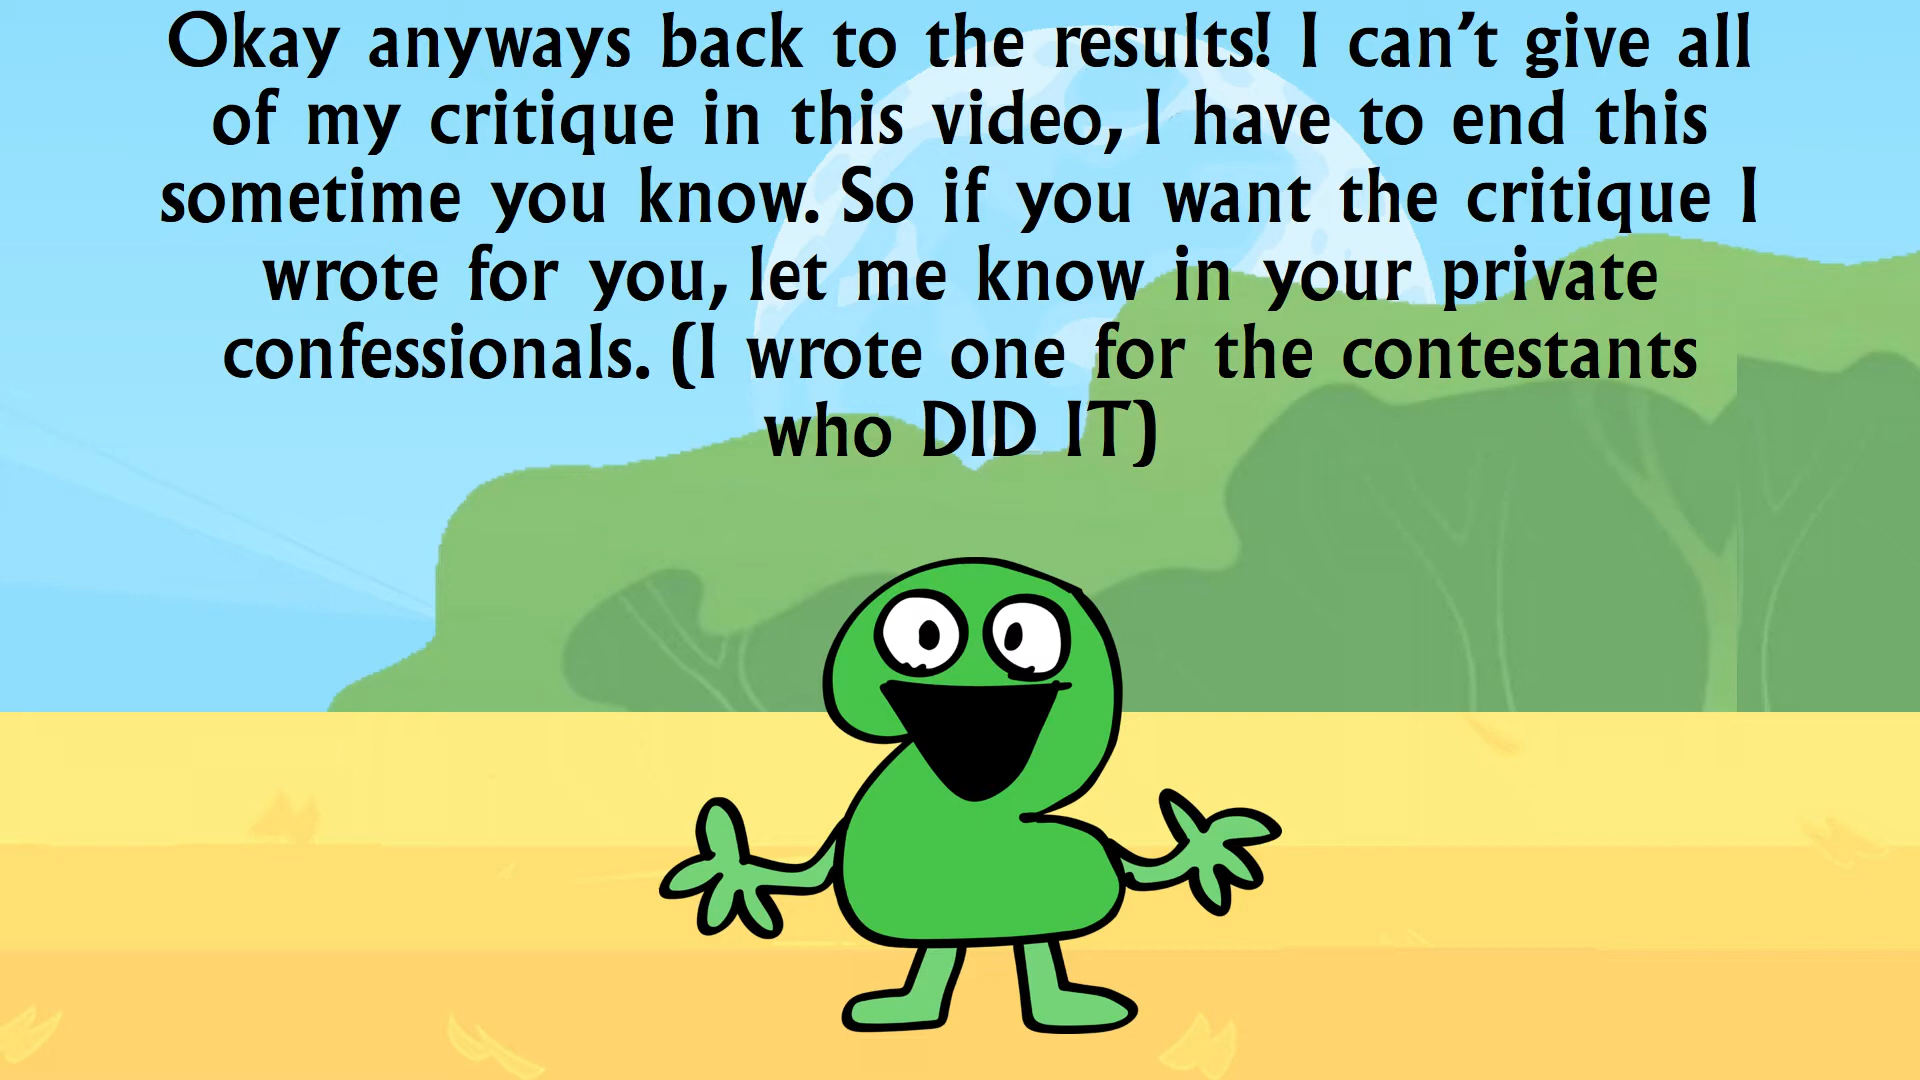 Okay anyways back to the results! I can't give all
of my critique in this video, I have to end this
sometime you know. So if you want the critique I
wrote for you, let me know in your private
confessionals. (I wrote one for the contestants
who DID IT)